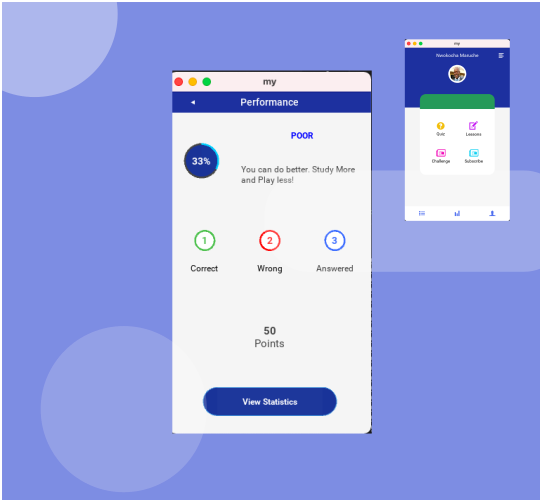 my
Performance
POOR
33%
You can do better. Study More
and Play less!
1
2
3
Correct
Wrong
Answered
50
Points
View Statistics
my
Nwokocha Maruche
Quiz
Lessons
Challenge
Subscribe